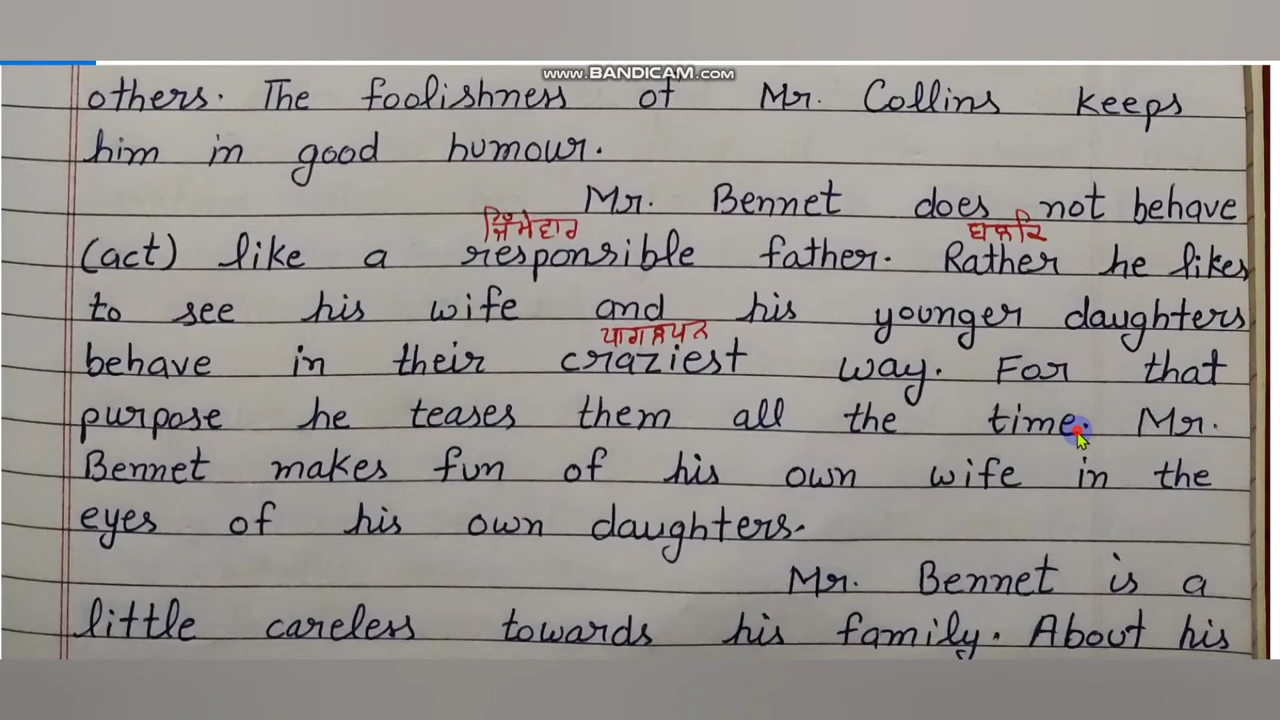 www.BANDICAM.com
others. The foolishness of Mr. Collins keeps
him in good humour.
Mr. Bennet does not behave
ਜ਼ਿੰਮੇਵਾਰ ਬਲਕਿ
(act) like a responsible father. Rather he likes
to see his wife and his younger daughters
ਪਾਗਲਪਨ
behave in their craziest way. For that
purpose he teases them all the time. Mr.
Bennet makes fun of his own wife in the
eyes of his own daughters.
Mr. Bennet is a
little careless towards his family. About his